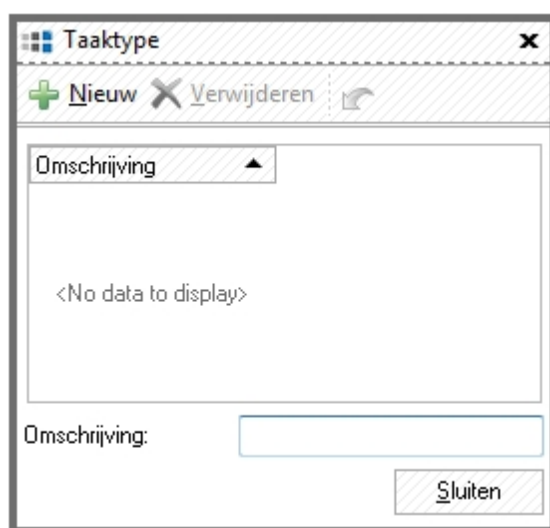 Taaktype
Nieuw Verwijderen
Omschrijving
<No data to display>
Omschrijving:
Sluiten